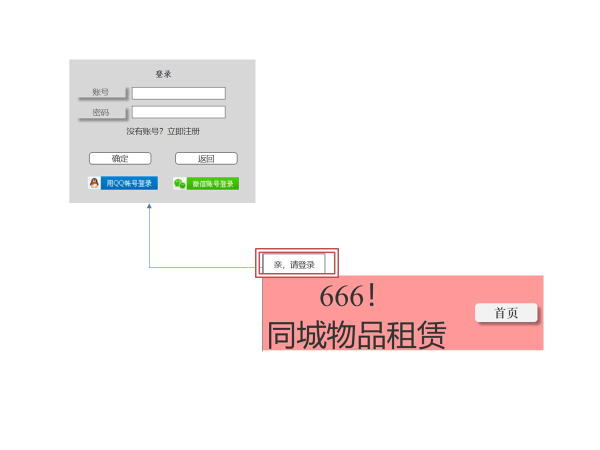 登录
账号
密码
没有账号？立即注册
确定 返回
用QQ帐号登录 微信账号登录
亲，请登录
666！
同城物品租赁
首页